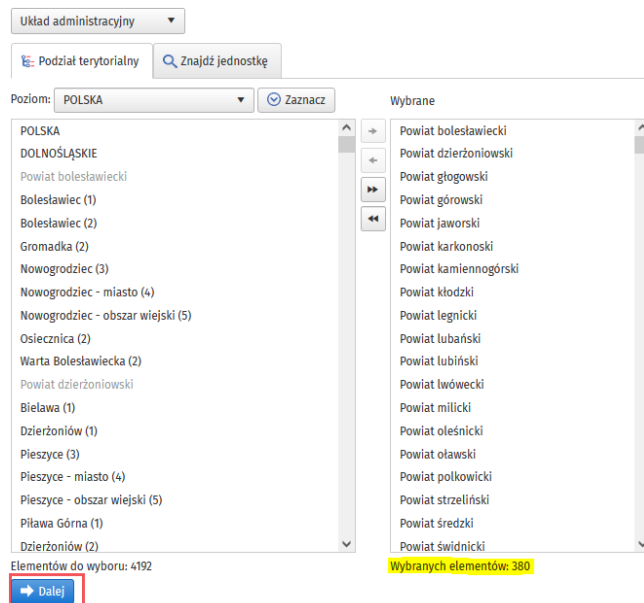 Układ administracyjny
Podział terytorialny
Znajdź jednostkę
Poziom: POLSKA
Zaznacz
Wybrane
POLSKA
DOLNOŚLĄSKIE
Powiat bolesławiecki
Bolesławiec (1)
Bolesławiec (2)
Gromadka (2)
Nowogrodziec (3)
Nowogrodziec - miasto (4)
Nowogrodziec - obszar wiejski (5)
Osiecznica (2)
Warta Bolesławiecka (2)
Powiat dzierżoniowski
Bielawa (1)
Dzierżoniów (1)
Pieszyce (3)
Pieszyce - miasto (4)
Pieszyce - obszar wiejski (5)
Piława Górna (1)
Dzierżoniów (2)
Powiat bolesławiecki
Powiat dzierżoniowski
Powiat głogowski
Powiat górowski
Powiat jaworski
Powiat karkonoski
Powiat kamiennogórski
Powiat kłodzki
Powiat legnicki
Powiat lubański
Powiat lubiński
Powiat lwówecki
Powiat milicki
Powiat oleśnicki
Powiat oławski
Powiat polkowicki
Powiat strzeliński
Powiat średzki
Powiat świdnicki
Elementów do wyboru: 4192
Wybranych elementów: 380
Dalej